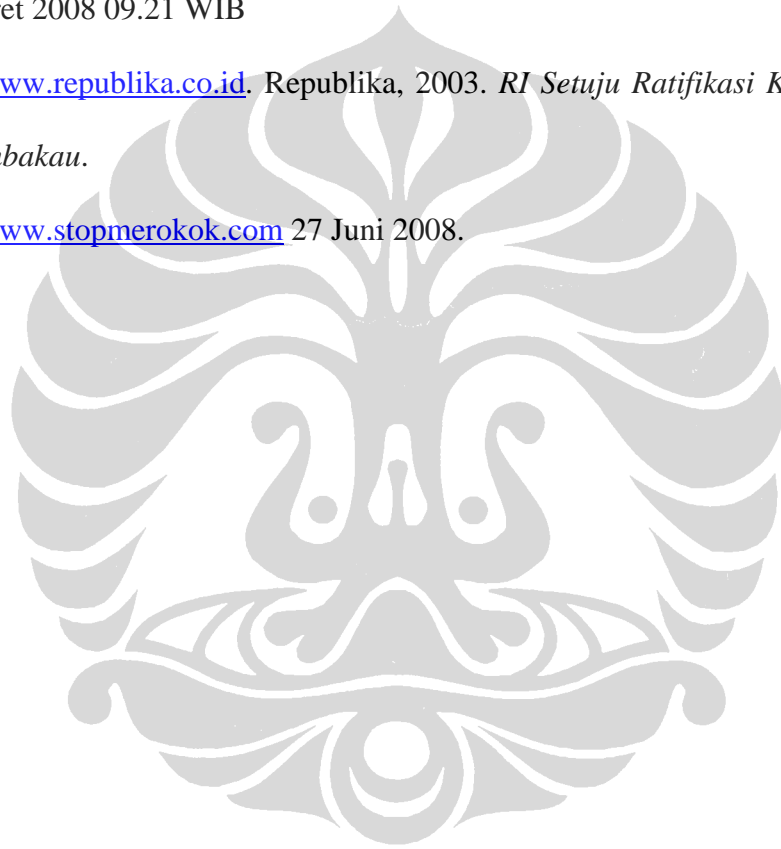 ret 2008 09.21 WIB
ww.republika.co.id. Republika, 2003. RI Setuju Ratifikasi K
bakau.
ww.stopmerokok.com 27 Juni 2008.